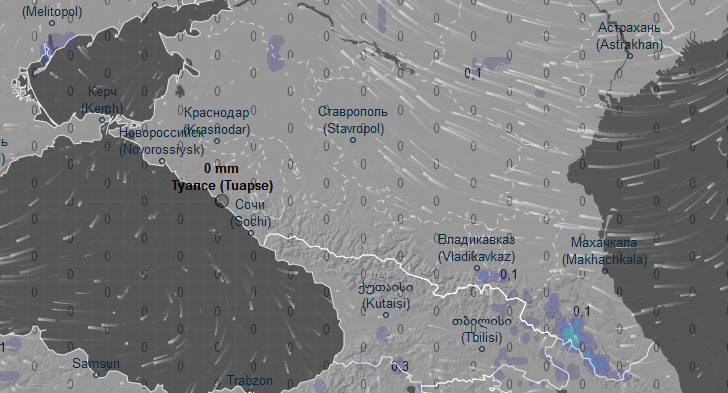 (Melitopol)
Астрахань
(Astrakhan)
0,1
Керч
(Kerch)
Краснодар
(Krasnodar)
Ставрополь
(Stavropol)
Новороссийск
(Novorossiysk)
0 mm
Туапсе (Tuapse)
Сочи
(Sochi)
Владикавказ
(Vladikavkaz)
Махачкала
(Makhachkala)
0,1
ქუთაისი
(Kutaisi)
0,1
თბილისი
(Tbilisi)
Samsun
0,3
Trabzon